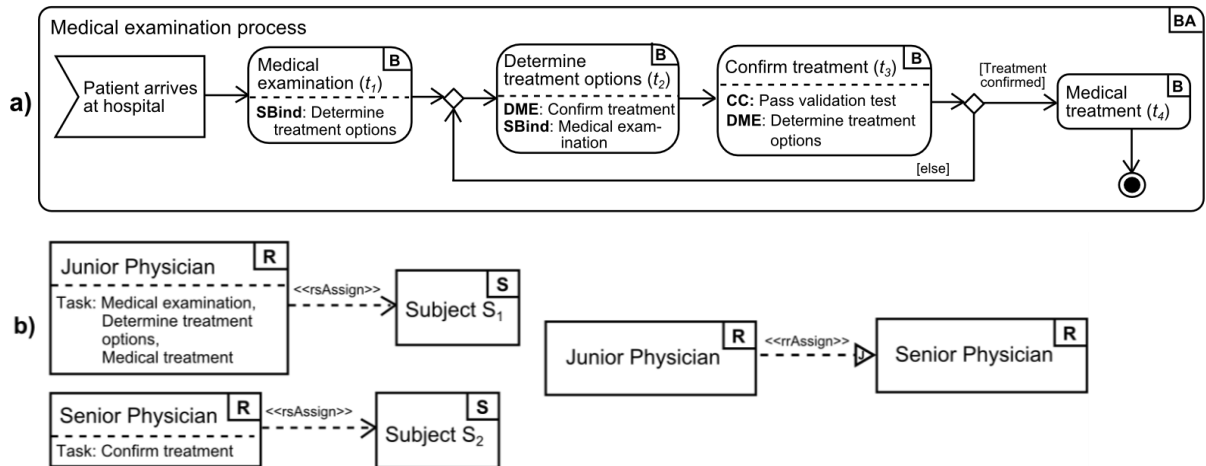 Medical examination process
BA
a)
Patient arrives
at hospital
B
Medical
examination (t1)
SBind: Determine
treatment options
B
Determine
treatment options (t2)
DME: Confirm treatment
SBind: Medical exam-
ination
B
Confirm treatment (t3)
CC: Pass validation test
DME: Determine treatment
options
[Treatment
confirmed]
[else]
B
Medical
treatment (t4)
b)
R
Junior Physician
Task: Medical examination,
Determine treatment
options,
Medical treatment
<<rsAssign>>
S
Subject S1
R
Senior Physician
Task: Confirm treatment
<<rsAssign>>
S
Subject S2
R
Junior Physician
<<rrAssign>>
J
R
Senior Physician